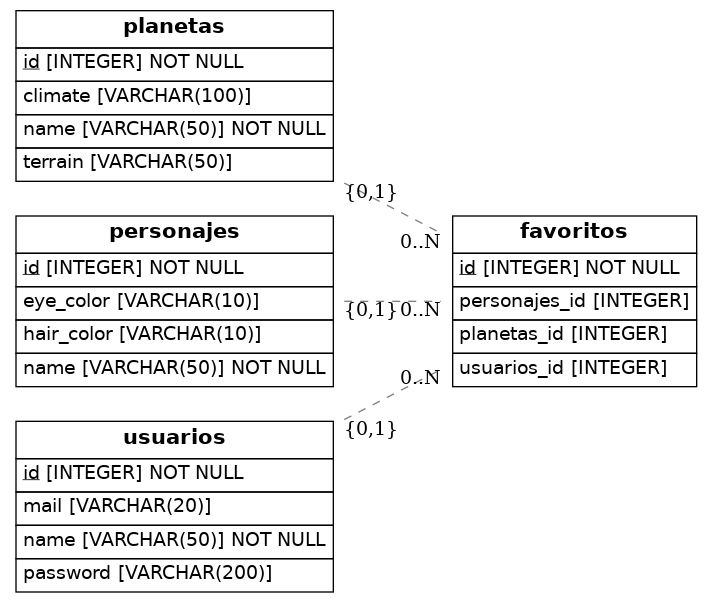 planetas
id [INTEGER] NOT NULL
climate [VARCHAR(100)]
name [VARCHAR(50)] NOT NULL
terrain [VARCHAR(50)]
{0,1}
0..N
personajes
id [INTEGER] NOT NULL
eye_color [VARCHAR(10)]
hair_color [VARCHAR(10)]
name [VARCHAR(50)] NOT NULL
{0,1}
0..N
favoritos
id [INTEGER] NOT NULL
personajes_id [INTEGER]
planetas_id [INTEGER]
usuarios_id [INTEGER]
0..N
{0,1}
usuarios
id [INTEGER] NOT NULL
mail [VARCHAR(20)]
name [VARCHAR(50)] NOT NULL
password [VARCHAR(200)]